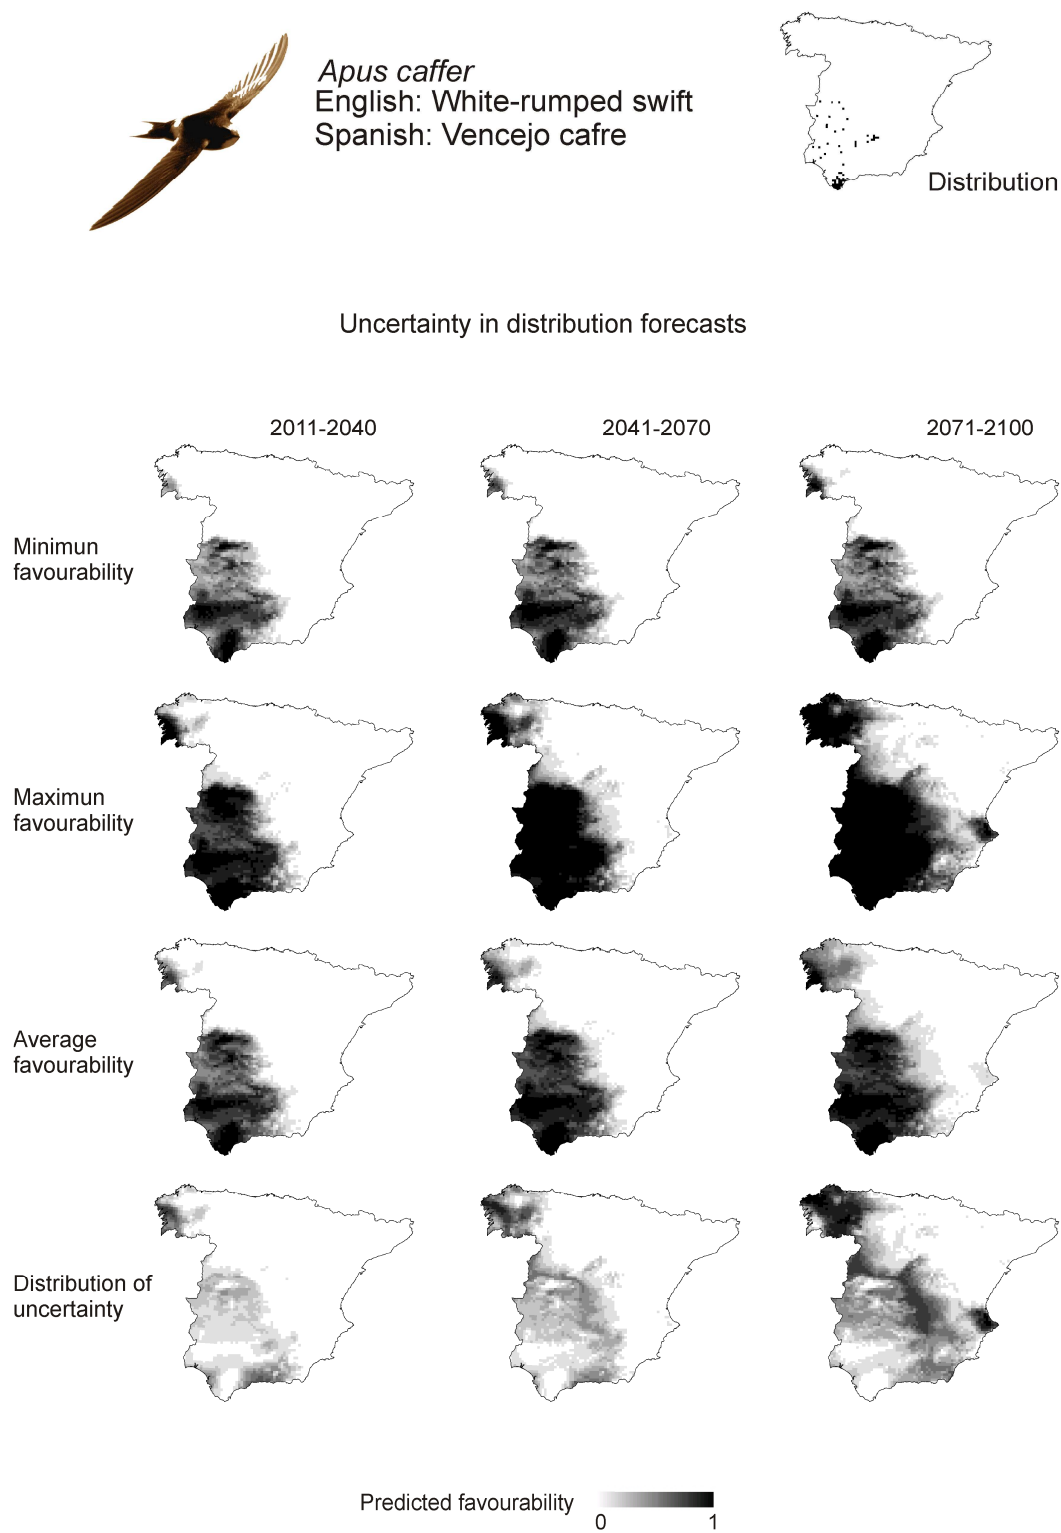 Apus caffer
English: White-rumped swift
Spanish: Vencejo cafre
Distribution
Uncertainty in distribution forecasts
2011-2040
2041-2070
2071-2100
Minimun
favourability
Maximun
favourability
Average
favourability
Distribution of
uncertainty
Predicted favourability
0
1